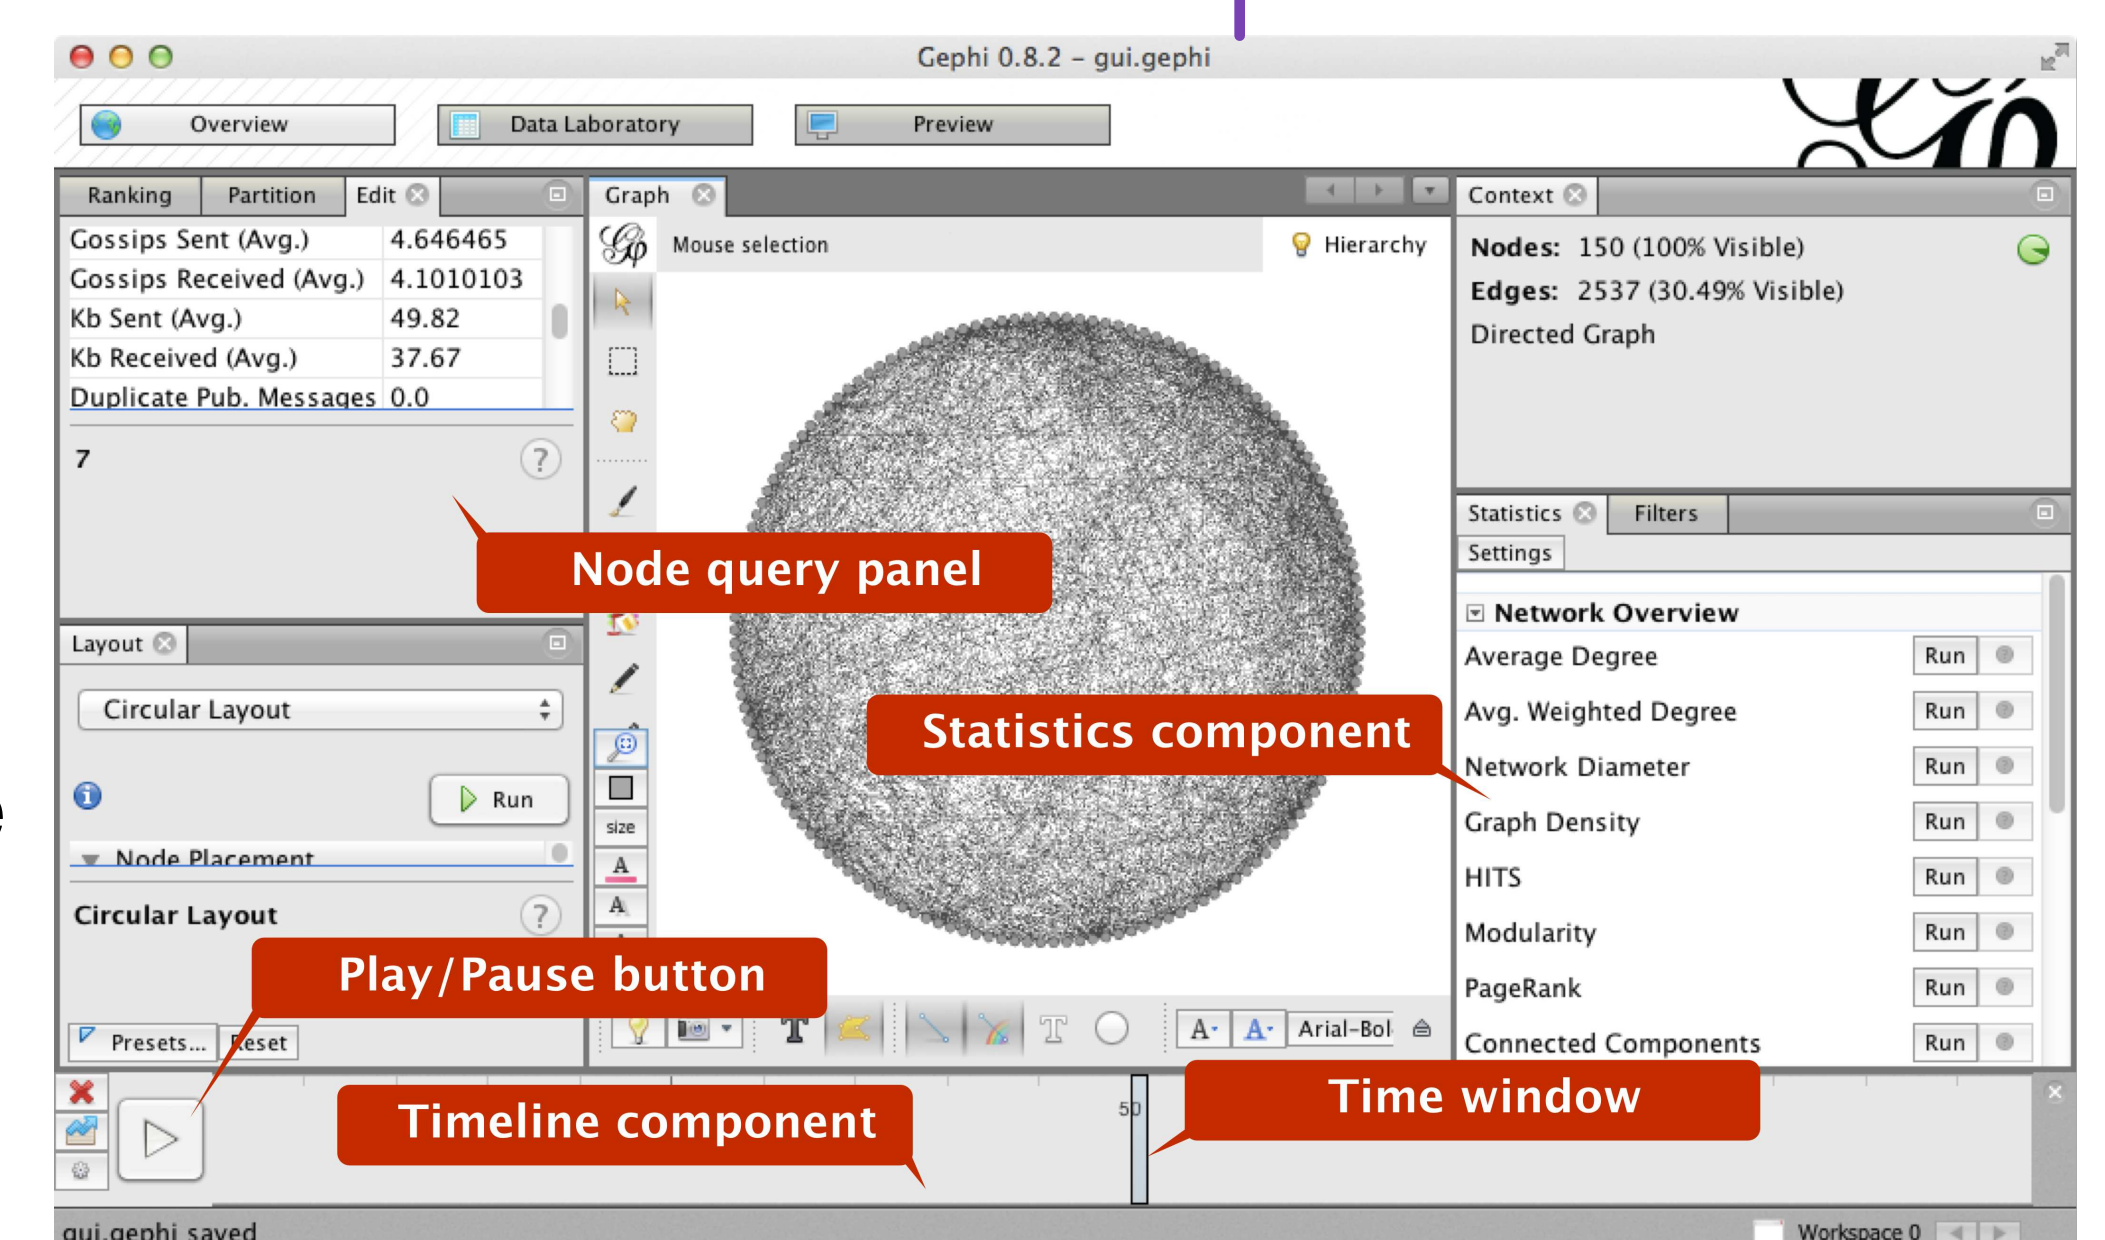 Gephi 0.8.2 – gui.gephi
Overview
Data Laboratory
Preview
Ranking
Partition
Edit
Gossips Sent (Avg.) 4.646465
Gossips Received (Avg.) 4.1010103
Kb Sent (Avg.) 49.82
Kb Received (Avg.) 37.67
Duplicate Pub. Messages 0.0
7
?
Node query panel
Layout
Circular Layout
Run
Node Placement
Circular Layout
?
Play/Pause button
Presets...
Reset
Graph
Mouse selection
Hierarchy
size
A
A
T
T
A
A
Arial-Bol
Context
Nodes: 150 (100% Visible)
Edges: 2537 (30.49% Visible)
Directed Graph
Statistics
Filters
Settings
Network Overview
Average Degree Run
Avg. Weighted Degree Run
Statistics component
Network Diameter Run
Graph Density Run
HITS Run
Modularity Run
PageRank Run
Connected Components Run
Timeline component
50
Time window
gui.gephi saved
Workspace 0
e